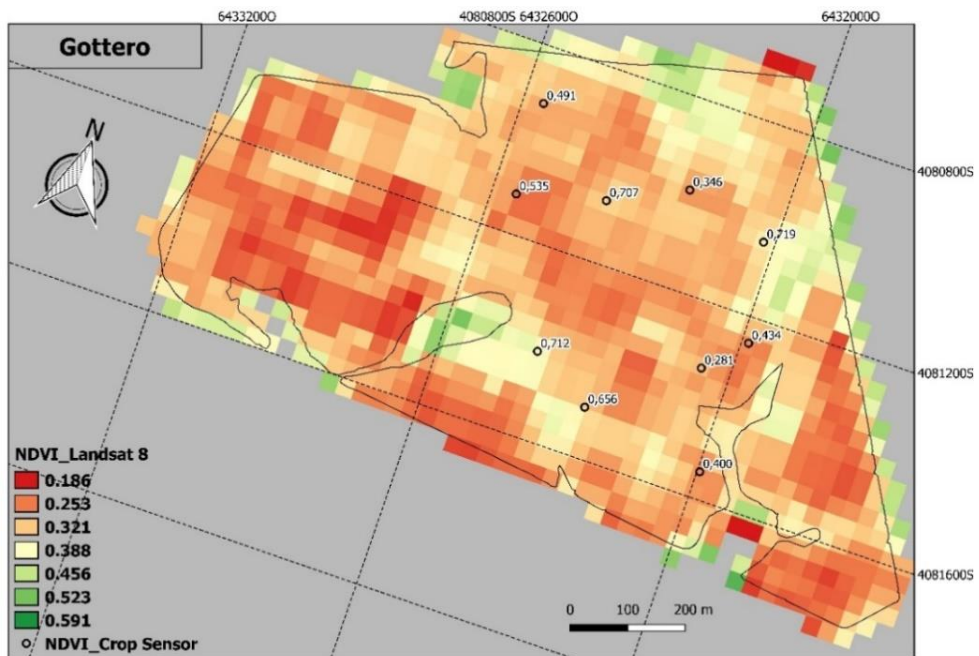 6433200O
4080800S 6432600O
6432000O
Gottero
N
0,491
0,535
0,707
0,346
4080800S
0,719
0,434
0,712
0,281
4081200S
0,656
0,400
NDVI_Landsat 8
0.186
0.253
0.321
0.388
0.456
0.523
0.591
NDVI_Crop Sensor
0 100 200 m
4081600S